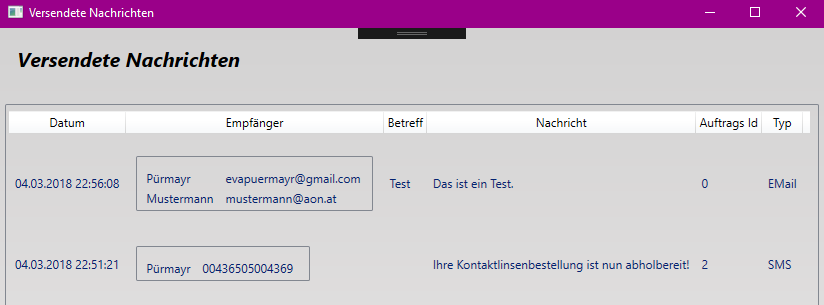 Versendete Nachrichten
Versendete Nachrichten
Datum Empfänger Betreff Nachricht Auftrags Id Typ
Pürmayr evapuermayr@gmail.com
04.03.2018 22:56:08 Test Das ist ein Test. 0 EMail
Mustermann mustermann@aon.at
04.03.2018 22:51:21 Pürmayr 00436505004369 Ihre Kontaktlinsenbestellung ist nun abholbereit! 2 SMS